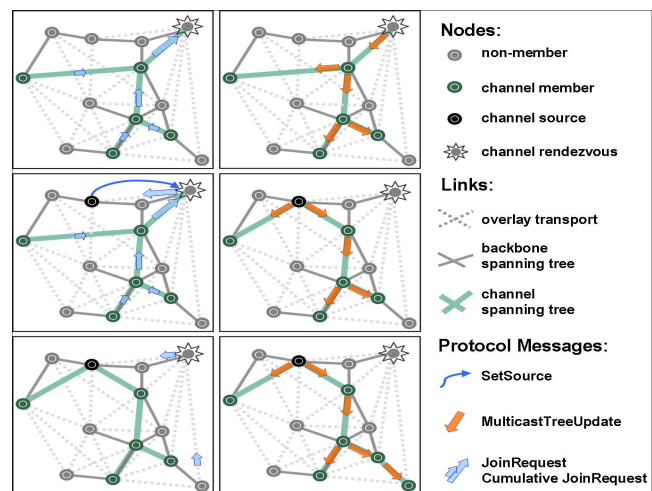 Nodes:
non-member
channel member
channel source
channel rendezvous
Links:
overlay transport
backbone
spanning tree
channel
spanning tree
Protocol Messages:
SetSource
MulticastTreeUpdate
JoinRequest
Cumulative JoinRequest